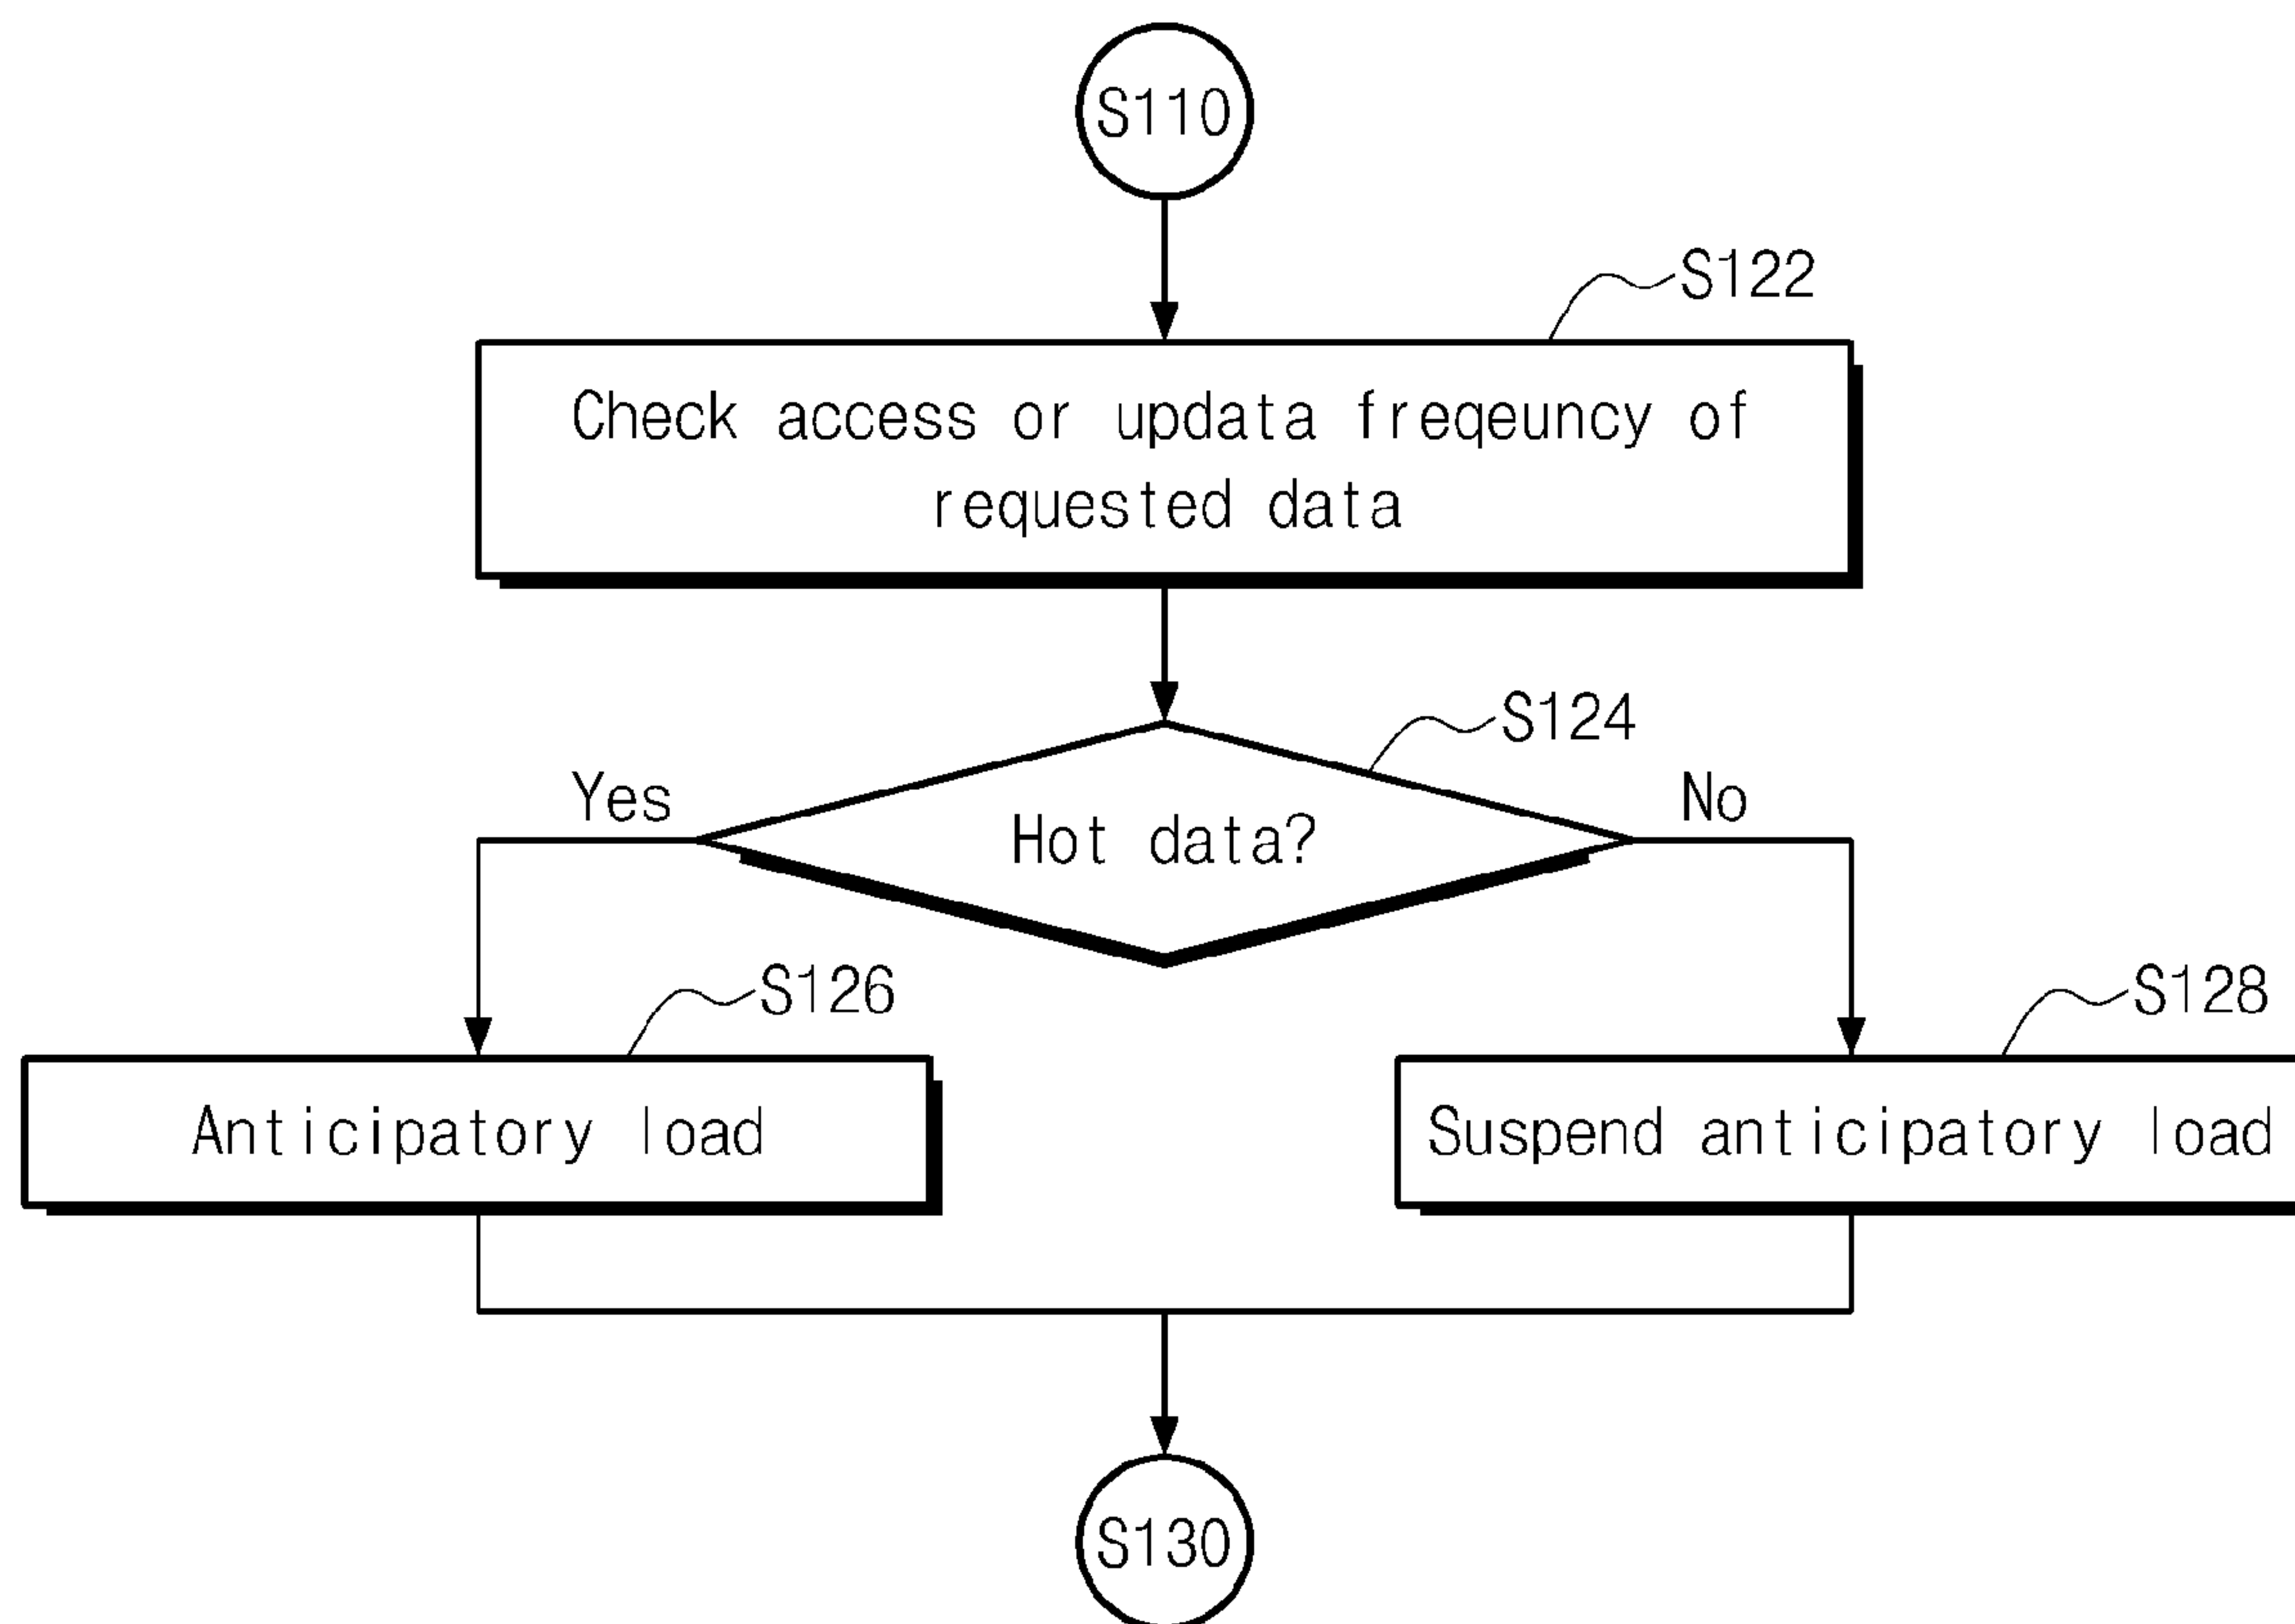 S110
S122
Check access or updata freqeuncy of
requested data
S124
Yes
No
Hot data?
S126
S128
Anticipatory load
Suspend anticipatory load
S130